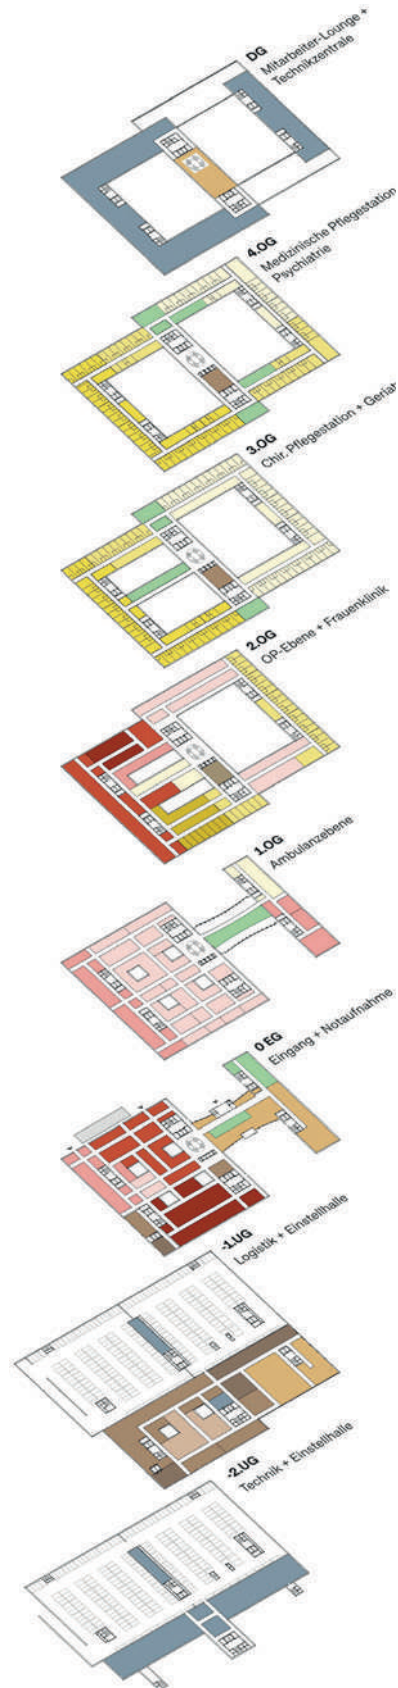 DG
Mitarbeiter-Lounge +
Technikzentrale
4.OG
Medizinische Pflegestation
Psychiatrie
3.OG
Chir. Pflegestation + Geriat
2.OG
OP-Ebene + Frauenklinik
1.OG
Ambulanzebene
0 EG
Eingang + Notaufnahme
-1.UG
Logistik + Einstellhalle
-2.UG
Technik + Einstellhalle